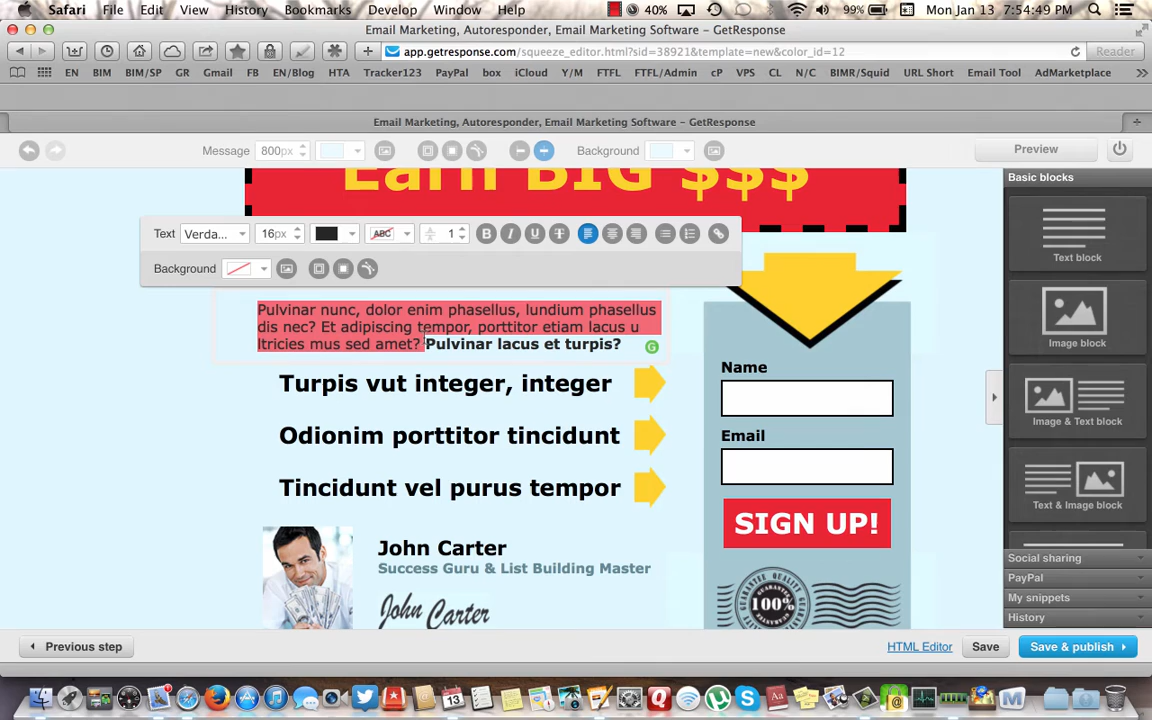 Safari File Edit View History Bookmarks Develop Window Help 40% 99% Mon Jan 13 7:54:49 PM
Email Marketing, Autoresponder, Email Marketing Software – GetResponse
app.getresponse.com/squeeze_editor.html?sid=38921&template=new&color_id=12 Reader
EN BIM BIM/SP GR Gmail FB EN/Blog HTA Tracker123 PayPal box iCloud Y/M FTFL FTFL/Admin cP VPS CL N/C BIMR/Squid URL Short Email Tool AdMarketplace
Email Marketing, Autoresponder, Email Marketing Software – GetResponse
Message 800px Background Preview
Earn BIG $$$
Basic blocks
Text block
Image block
Image & Text block
Text & Image block
Social sharing
PayPal
My snippets
History
Text Verda... 16px ABC 1 B I U T
Background
Pulvinar nunc, dolor enim phasellus, lundium phasellus
dis nec? Et adipiscing tempor, porttitor etiam lacus u
ltricies mus sed amet? Pulvinar lacus et turpis?
G
Turpis vut integer, integer
Odionim porttitor tincidunt
Tincidunt vel purus tempor
John Carter
Success Guru & List Building Master
John Carter
Name
Email
SIGN UP!
GUARANTEE QUALITY
100%
Previous step HTML Editor Save Save & publish